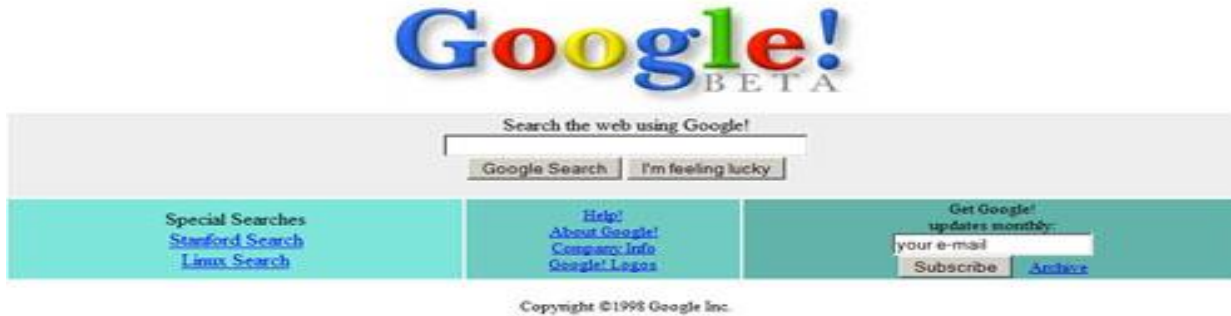 Google!
BETA
Search the web using Google!
Google Search I'm feeling lucky
Special Searches
Stanford Search
Linux Search
Help!
About Google!
Company Info
Google! Logos
Get Google!
updates monthly:
your e-mail
Subscribe Archive
Copyright ©1998 Google Inc.